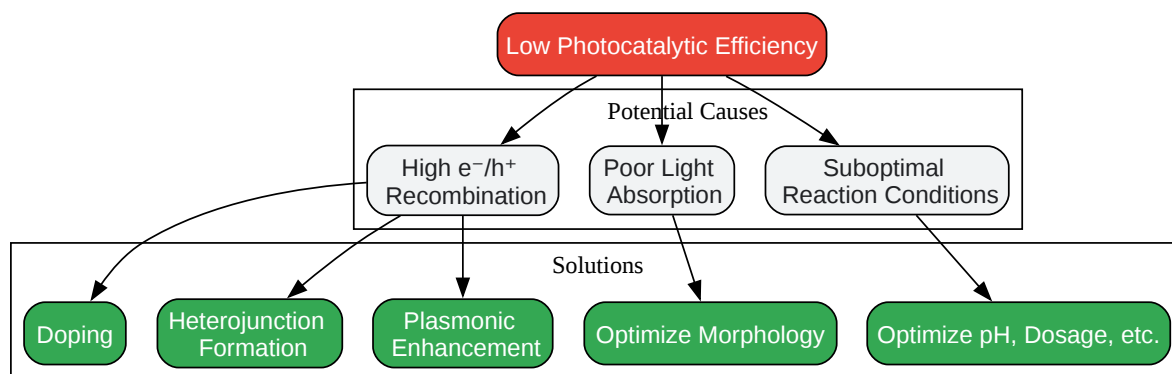 Low Photocatalytic Efficiency
Potential Causes
High e⁻/h⁺
Recombination
Poor Light
Absorption
Suboptimal
Reaction Conditions
Solutions
Doping
Heterojunction
Formation
Plasmonic
Enhancement
Optimize Morphology
Optimize pH, Dosage, etc.